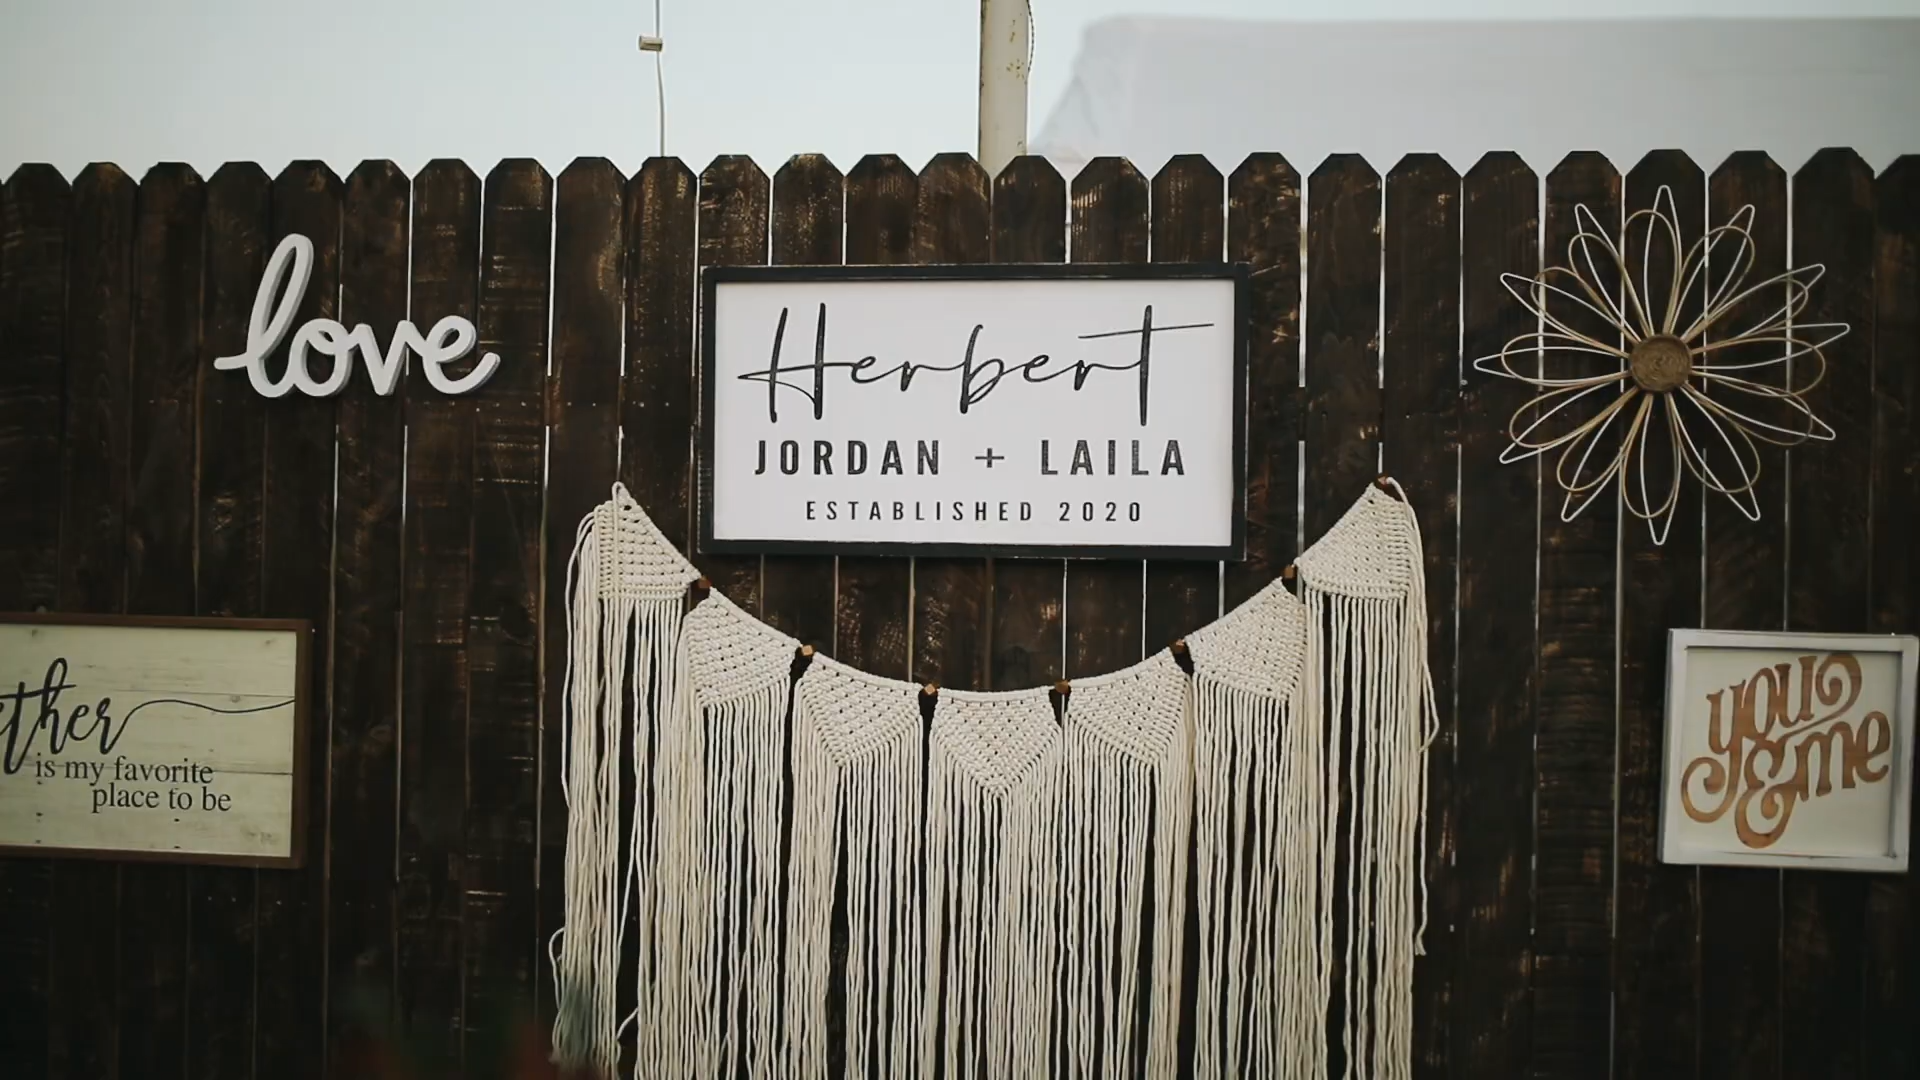 love
Herbert
JORDAN + LAILA
ESTABLISHED 2020
ther
is my favorite
place to be
you
& me